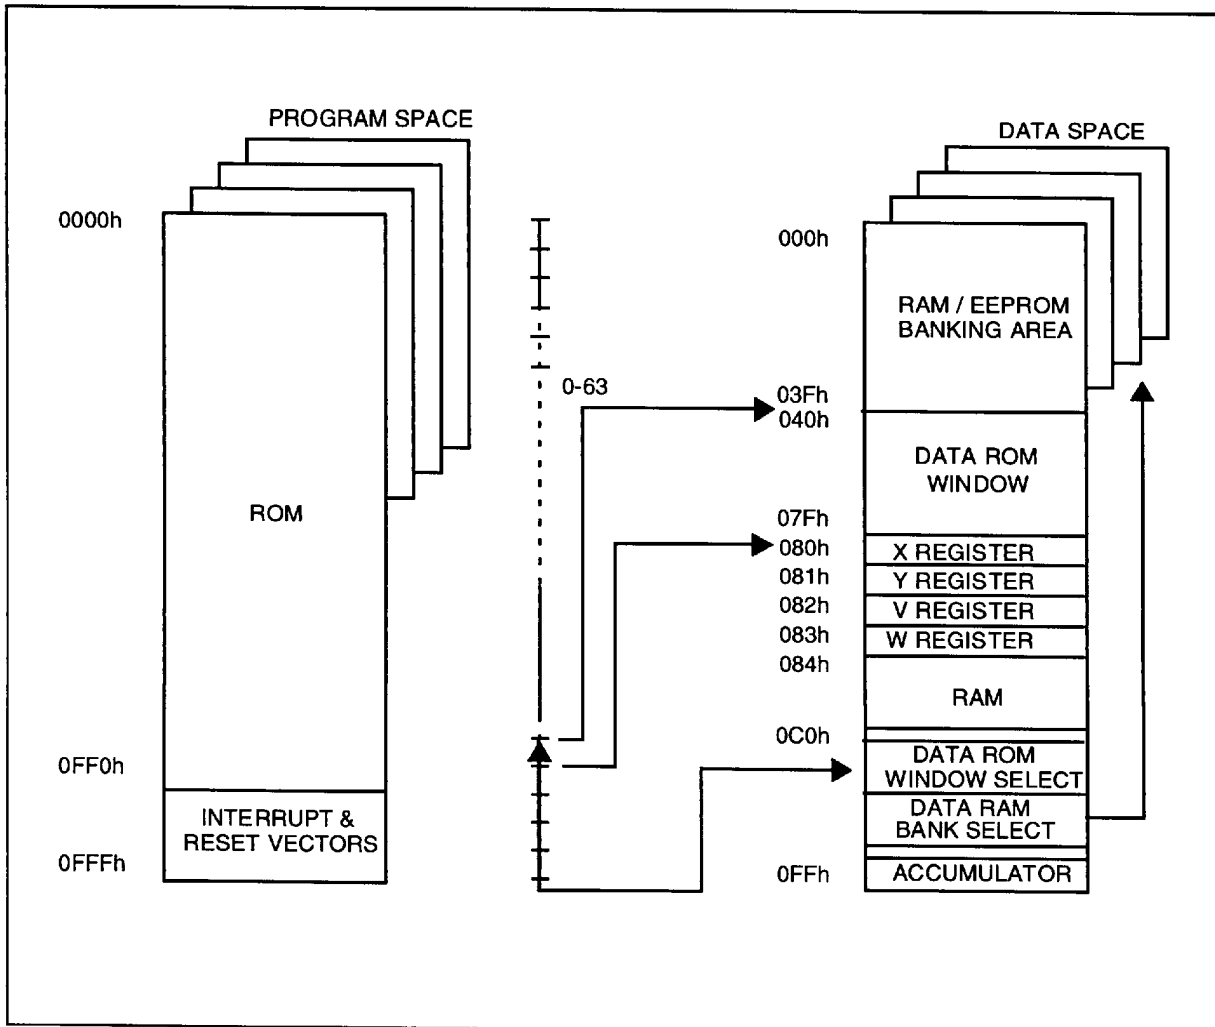 PROGRAM SPACE
0000h
ROM
0FF0h
INTERRUPT &
RESET VECTORS
0FFFh
0-63
DATA SPACE
000h
RAM / EEPROM
BANKING AREA
03Fh
040h
DATA ROM
WINDOW
07Fh
080h
X REGISTER
081h
Y REGISTER
082h
V REGISTER
083h
W REGISTER
084h
RAM
0C0h
DATA ROM
WINDOW SELECT
DATA RAM
BANK SELECT
0FFh
ACCUMULATOR